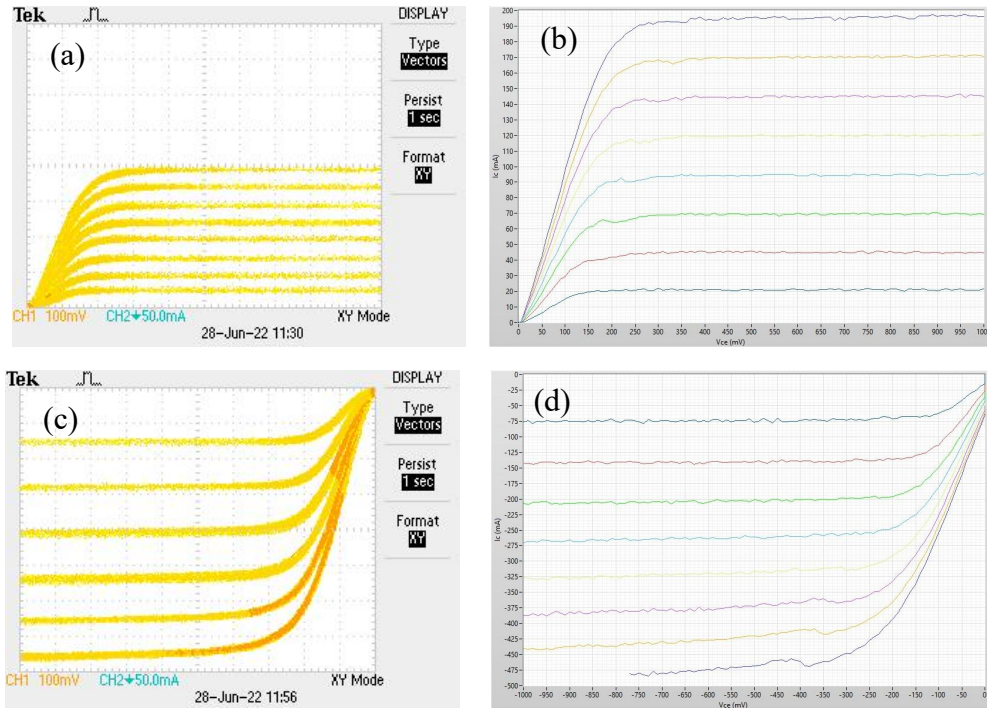 Tek
DISPLAY
(a)
Type
Vectors
Persist
1 sec
Format
XY
CH1 100mV CH2 50.0mA XY Mode
28-Jun-22 11:30
(b)
200
190
180
170
160
150
140
130
120
110
100
90
80
70
60
50
40
30
20
10
0
Ic (mA)
0 50 100 150 200 250 300 350 400 450 500 550 600 650 700 750 800 850 900 950 1000
Vce (mV)
Tek
DISPLAY
(c)
Type
Vectors
Persist
1 sec
Format
XY
CH1 100mV CH2 50.0mA XY Mode
28-Jun-22 11:56
(d)
0
-25
-50
-75
-100
-125
-150
-175
-200
-225
-250
-275
-300
-325
-350
-375
-400
-425
-450
-475
-500
Ic (mA)
-1000 -950 -900 -850 -800 -750 -700 -650 -600 -550 -500 -450 -400 -350 -300 -250 -200 -150 -100 -50 0
Vce (mV)